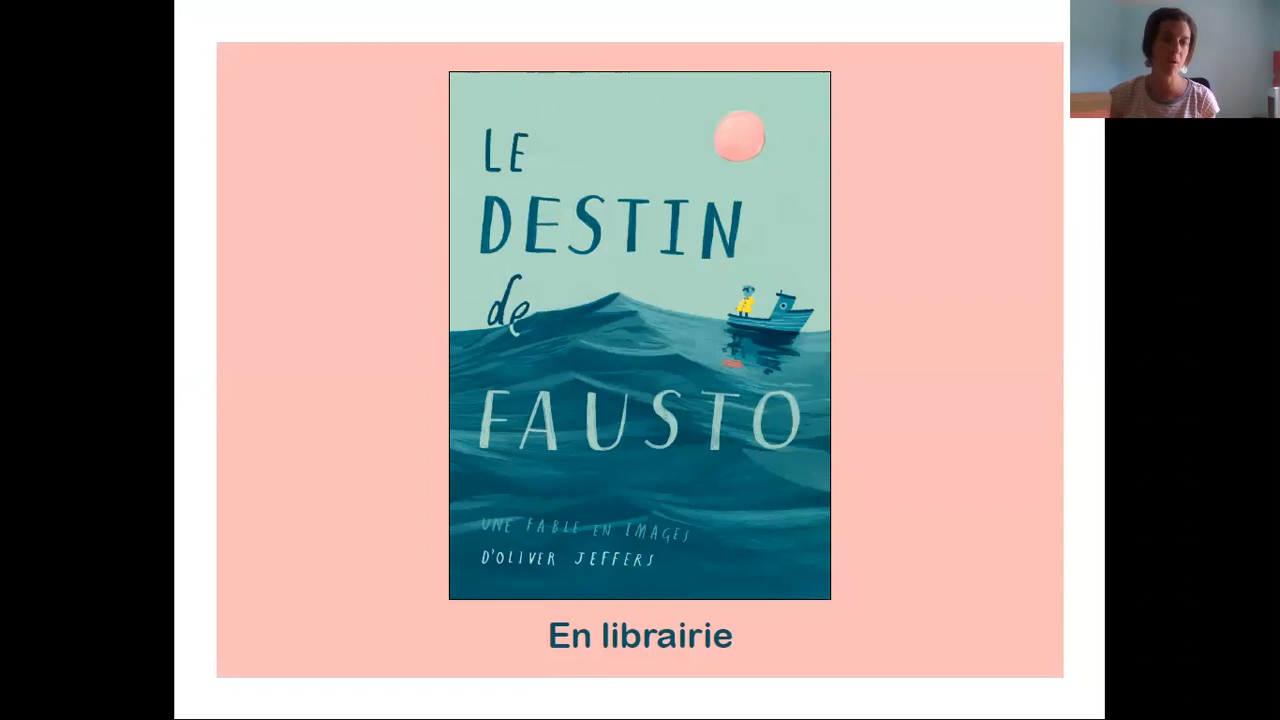 LE
DESTIN
de
FAUSTO
UNE FABLE EN IMAGES
D'OLIVER JEFFERS
En librairie